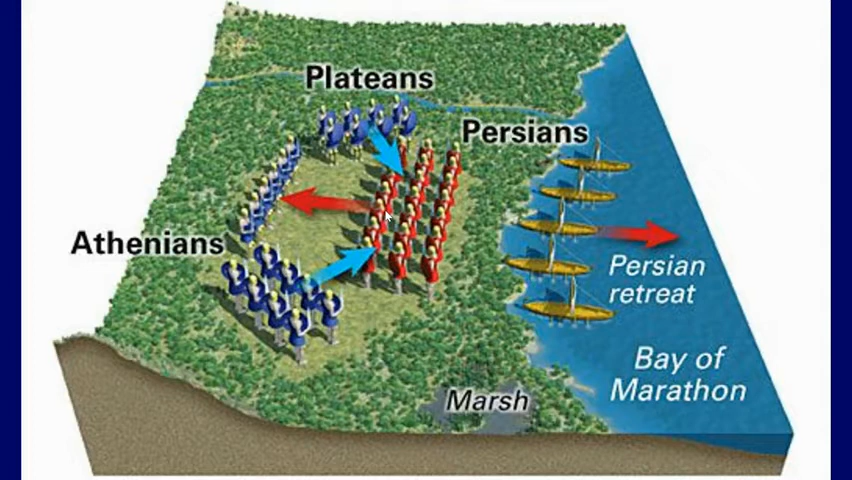 Plateans
Persians
Athenians
Persian
retreat
Bay of
Marathon
Marsh